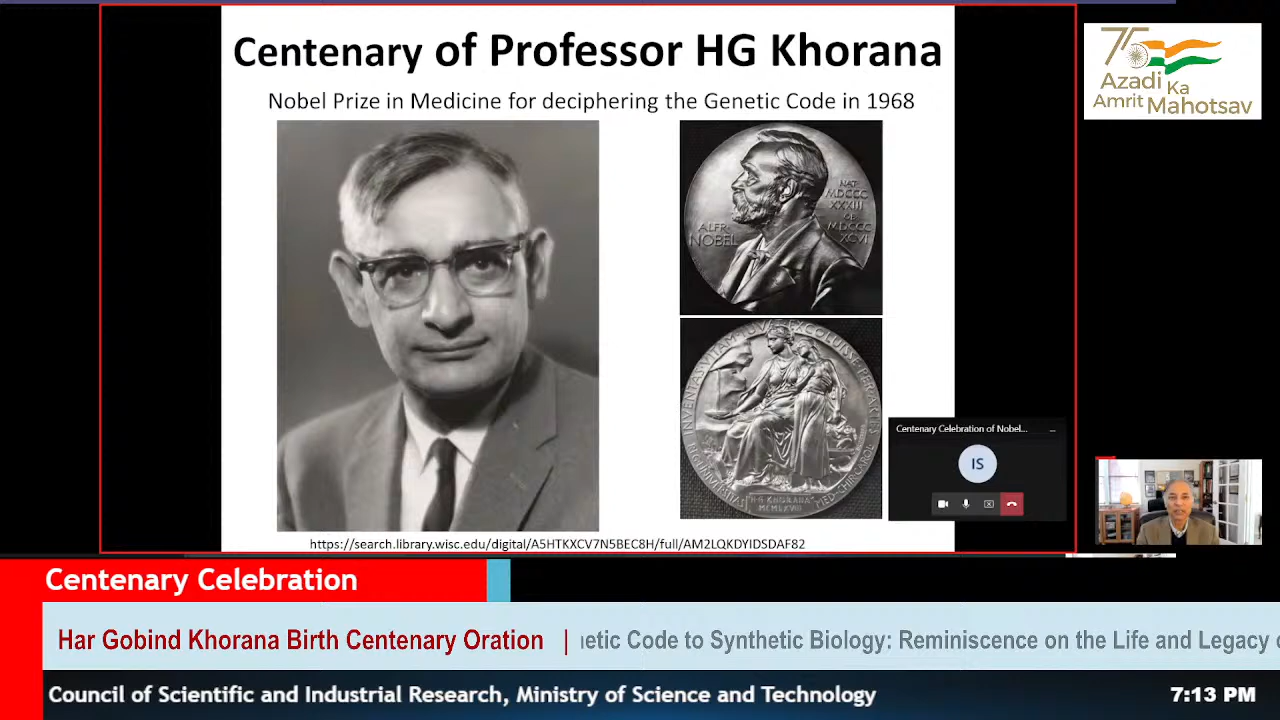 Centenary of Professor HG Khorana
Nobel Prize in Medicine for deciphering the Genetic Code in 1968
75
Azadi
Ka
Amrit Mahotsav
ALFR.
NOBEL
NAT.
MDCCC
XXXIII
OB.
MDCCC
XCVI
INVENTAS VITAM IUVAT EXCOLUISSE PER ARTES
H G KHORANA
MCMLXVIII
Centenary Celebration of Nobel...
IS
https://search.library.wisc.edu/digital/A5HTKXCV7N5BEC8H/full/AM2LQKDYIDSDAF82
Centenary Celebration
Har Gobind Khorana Birth Centenary Oration | netic Code to Synthetic Biology: Reminiscence on the Life and Legacy o
Council of Scientific and Industrial Research, Ministry of Science and Technology
7:13 PM